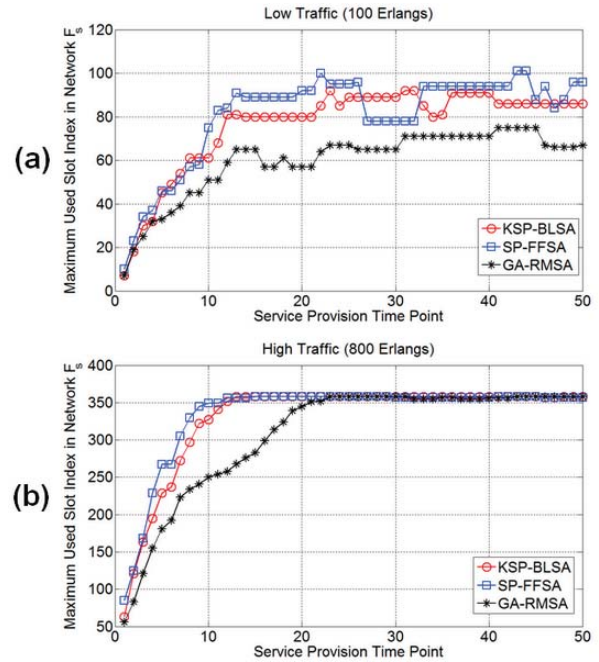 Low Traffic (100 Erlangs)
Maximum Used Slot Index in Network Fs
120
100
80
60
40
20
0
(a)
KSP-BLSA
SP-FFSA
GA-RMSA
0
10
20
30
40
50
Service Provision Time Point
High Traffic (800 Erlangs)
Maximum Used Slot Index in Network Fs
400
350
300
250
200
150
100
50
(b)
KSP-BLSA
SP-FFSA
GA-RMSA
0
10
20
30
40
50
Service Provision Time Point